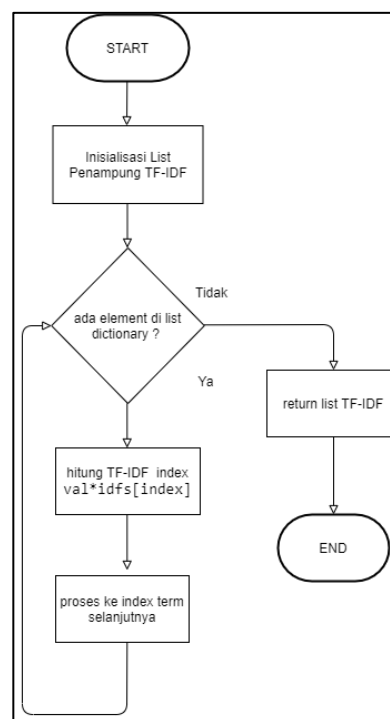 START
Inisialisasi List
Penampung TF-IDF
ada element di list
dictionary ?
Tidak
Ya
return list TF-IDF
hitung TF-IDF index
val*idfs[index]
END
proses ke index term
selanjutnya